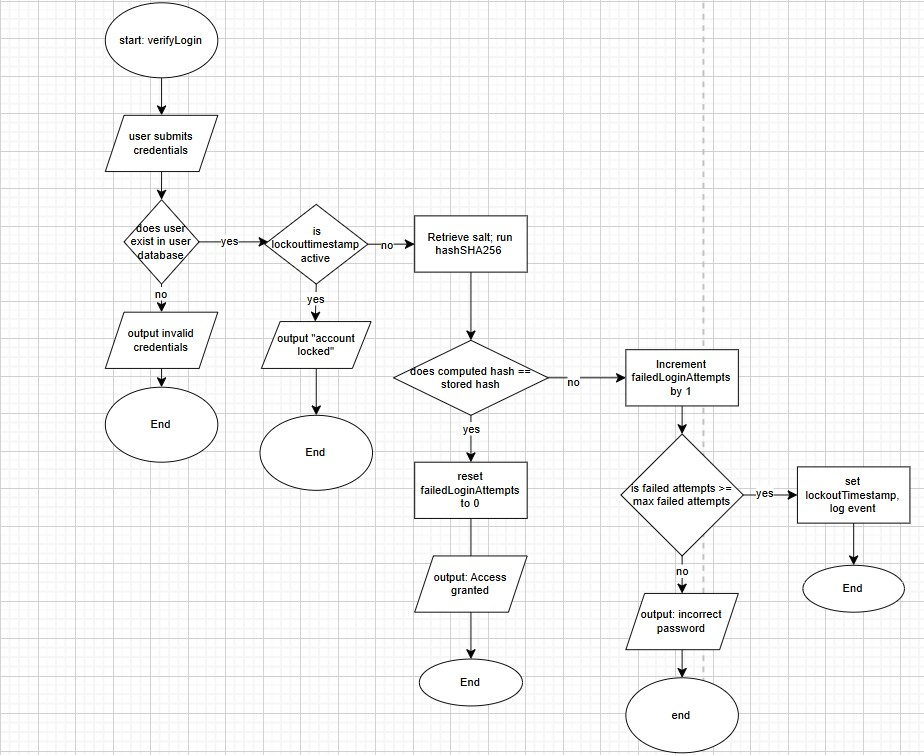 start: verifyLogin
user submits
credentials
does user
exist in user
database
yes
is
lockouttimestamp
active
no
Retrieve salt; run
hashSHA256
no
yes
output invalid
credentials
output "account
locked"
does computed hash ==
stored hash
no
Increment
failedLoginAttempts
by 1
End
End
yes
reset
failedLoginAttempts
to 0
is failed attempts >=
max failed attempts
yes
set
lockoutTimestamp,
log event
output: Access
granted
no
End
output: incorrect
password
End
end